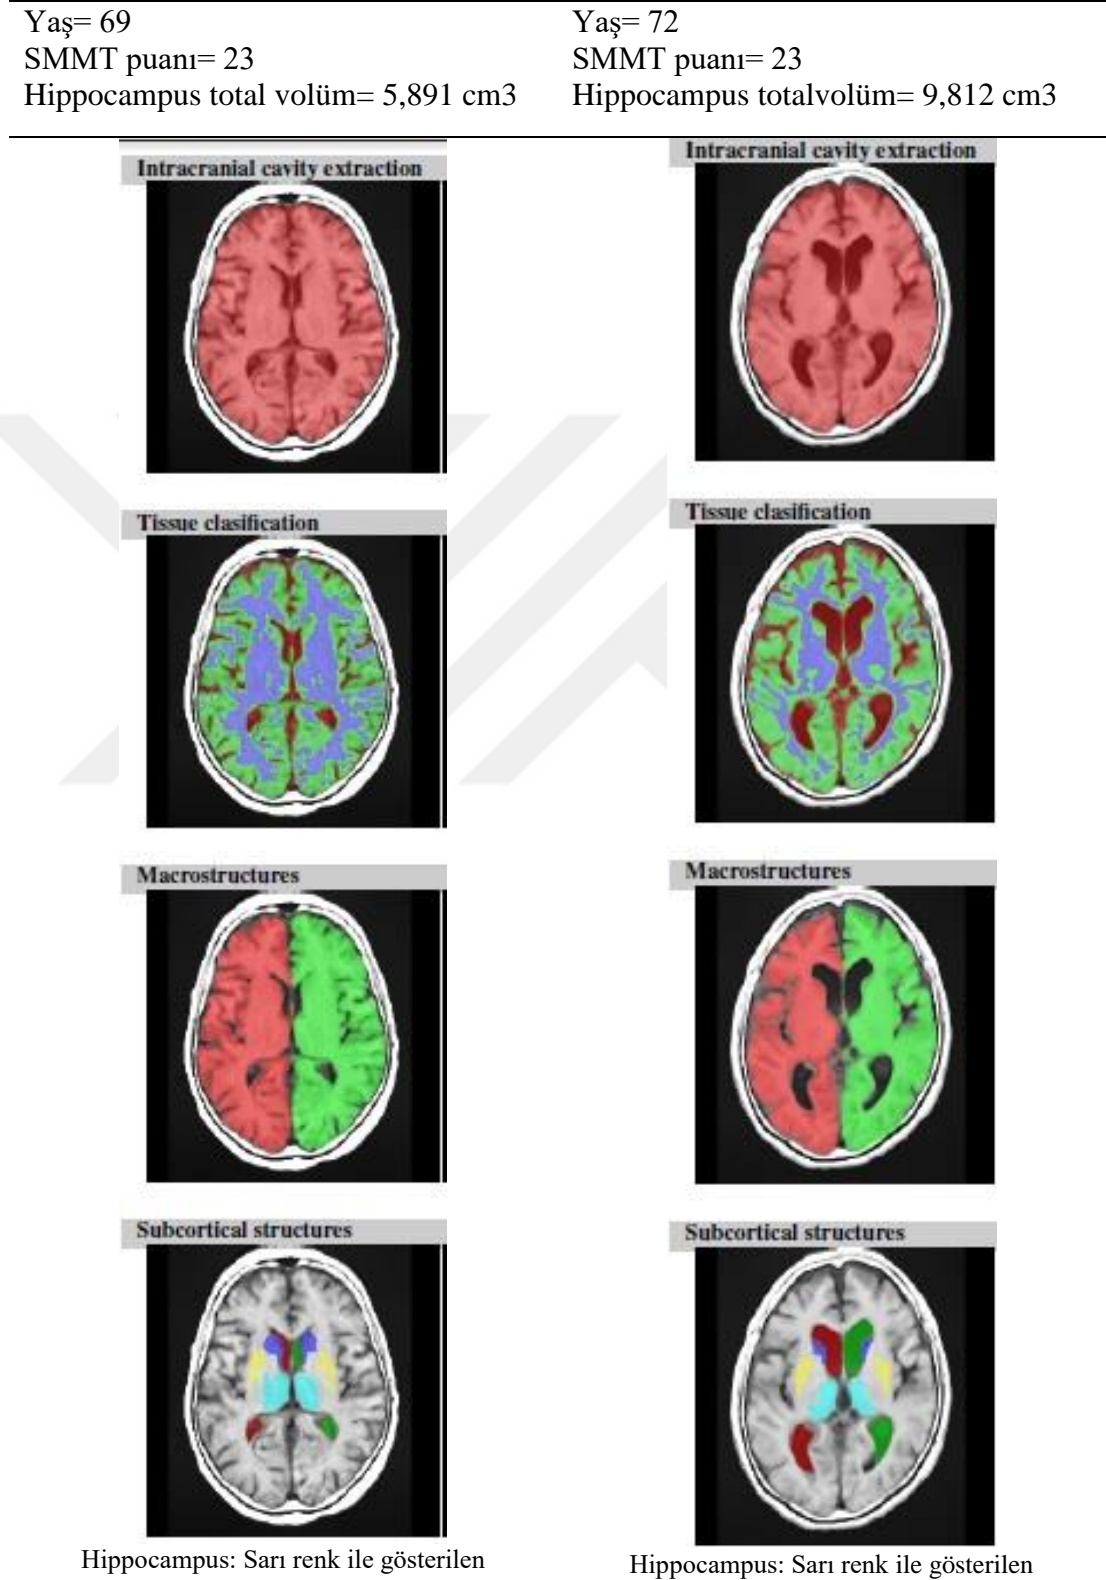 Yaş= 69
SMMT puanı= 23
Hippocampus total volüm= 5,891 cm3
Yaş= 72
SMMT puanı= 23
Hippocampus totalvolüm= 9,812 cm3
Intracranial cavity extraction
Intracranial cavity extraction
Tissue clasification
Tissue clasification
Macrostructures
Macrostructures
Subcortical structures
Subcortical structures
Hippocampus: Sarı renk ile gösterilen
Hippocampus: Sarı renk ile gösterilen